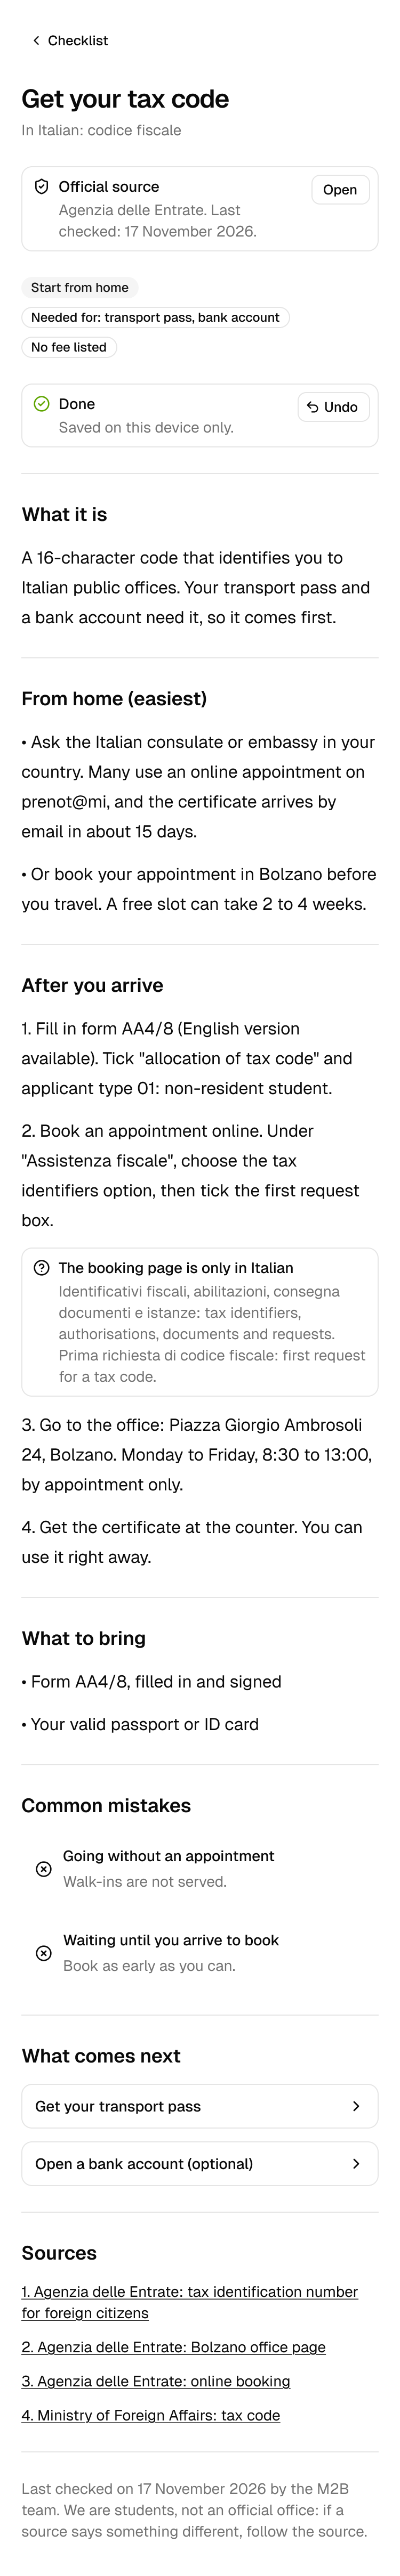 Checklist
Get your tax code
In Italian: codice fiscale
Official source
Open
Agenzia delle Entrate. Last
checked: 17 November 2026.
Start from home
Needed for: transport pass, bank account
No fee listed
Done
Undo
Saved on this device only.
What it is
A 16-character code that identifies you to
Italian public offices. Your transport pass and
a bank account need it, so it comes first.
From home (easiest)
• Ask the Italian consulate or embassy in your
country. Many use an online appointment on
prenot@mi, and the certificate arrives by
email in about 15 days.
• Or book your appointment in Bolzano before
you travel. A free slot can take 2 to 4 weeks.
After you arrive
1. Fill in form AA4/8 (English version
available). Tick "allocation of tax code" and
applicant type 01: non-resident student.
2. Book an appointment online. Under
"Assistenza fiscale", choose the tax
identifiers option, then tick the first request
box.
The booking page is only in Italian
Identificativi fiscali, abilitazioni, consegna
documenti e istanze: tax identifiers,
authorisations, documents and requests.
Prima richiesta di codice fiscale: first request
for a tax code.
3. Go to the office: Piazza Giorgio Ambrosoli
24, Bolzano. Monday to Friday, 8:30 to 13:00,
by appointment only.
4. Get the certificate at the counter. You can
use it right away.
What to bring
• Form AA4/8, filled in and signed
• Your valid passport or ID card
Common mistakes
Going without an appointment
Walk-ins are not served.
Waiting until you arrive to book
Book as early as you can.
What comes next
Get your transport pass
Open a bank account (optional)
Sources
1. Agenzia delle Entrate: tax identification number
for foreign citizens
2. Agenzia delle Entrate: Bolzano office page
3. Agenzia delle Entrate: online booking
4. Ministry of Foreign Affairs: tax code
Last checked on 17 November 2026 by the M2B
team. We are students, not an official office: if a
source says something different, follow the source.